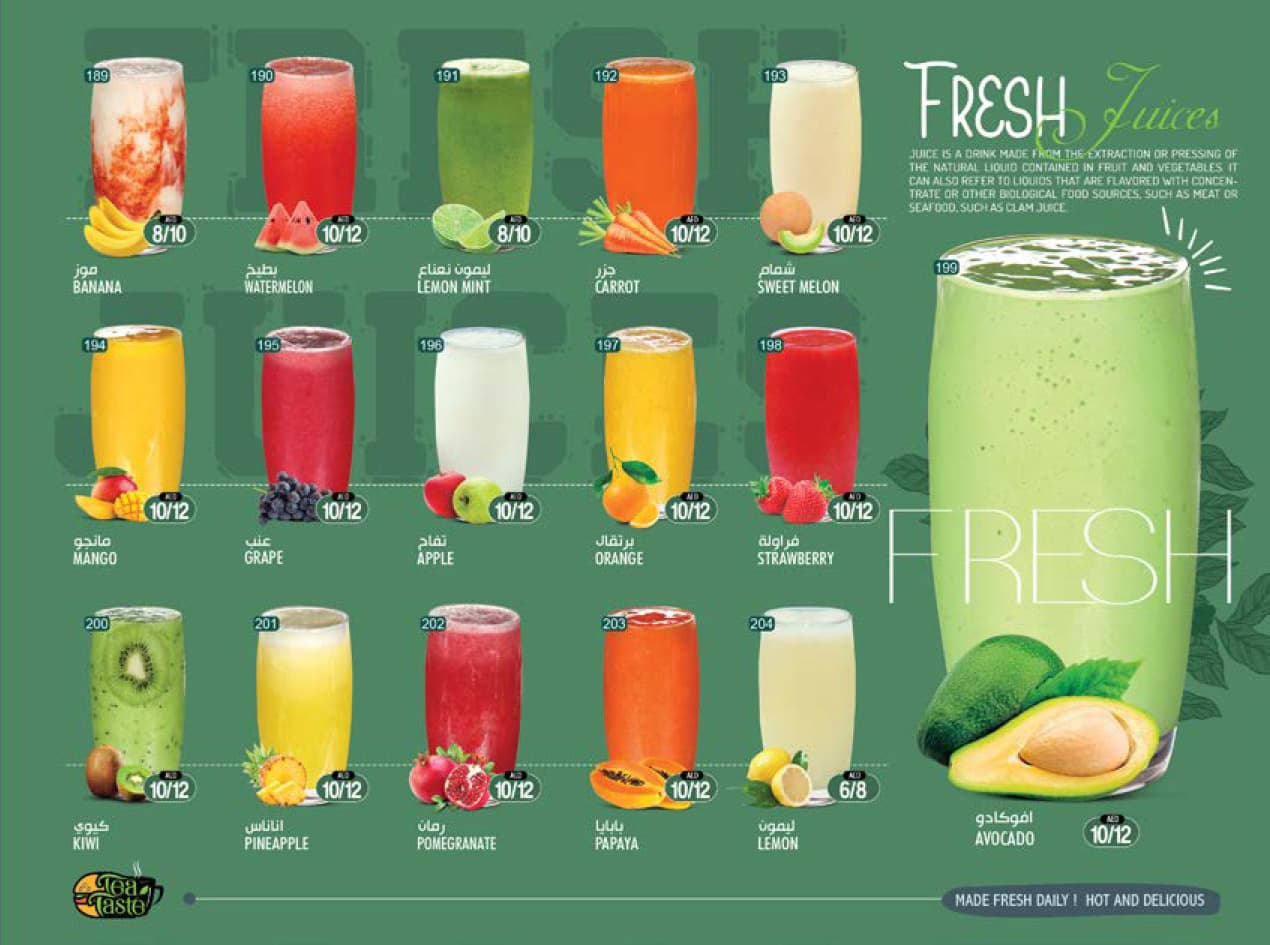 FRESH
JUICES
FRESH Juices
JUICE IS A DRINK MADE FROM THE EXTRACTION OR PRESSING OF
THE NATURAL LIQUID CONTAINED IN FRUIT AND VEGETABLES. IT
CAN ALSO REFER TO LIQUIDS THAT ARE FLAVORED WITH CONCEN-
TRATE OR OTHER BIOLOGICAL FOOD SOURCES, SUCH AS MEAT OR
SEAFOOD, SUCH AS CLAM JUICE.
189
AED
8/10
موز
BANANA
190
AED
10/12
بطيخ
WATERMELON
191
AED
8/10
ليمون نعناع
LEMON MINT
192
AED
10/12
جزر
CARROT
193
AED
10/12
شمام
SWEET MELON
194
AED
10/12
مانجو
MANGO
195
AED
10/12
عنب
GRAPE
196
AED
10/12
تفاح
APPLE
197
AED
10/12
برتقال
ORANGE
198
AED
10/12
فراولة
STRAWBERRY
199
FRESH
افوكادو
AVOCADO
AED
10/12
200
AED
10/12
كيوي
KIWI
201
AED
10/12
اناناس
PINEAPPLE
202
AED
10/12
رمان
POMEGRANATE
203
AED
10/12
بابايا
PAPAYA
204
AED
6/8
ليمون
LEMON
Tea
Taste
MADE FRESH DAILY ! HOT AND DELICIOUS